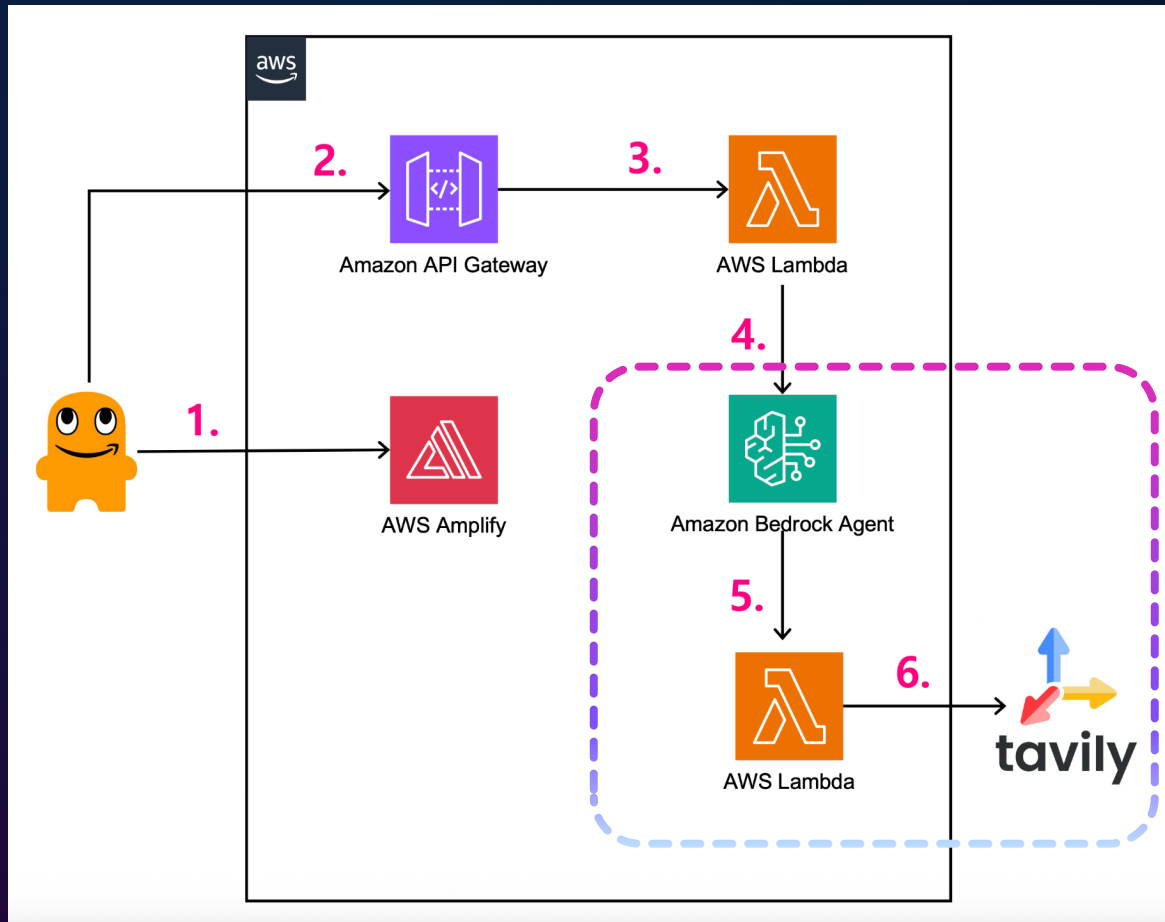 aws
2.
3.
</>
Amazon API Gateway
AWS Lambda
4.
1.
AWS Amplify
Amazon Bedrock Agent
5.
6.
tavily
AWS Lambda